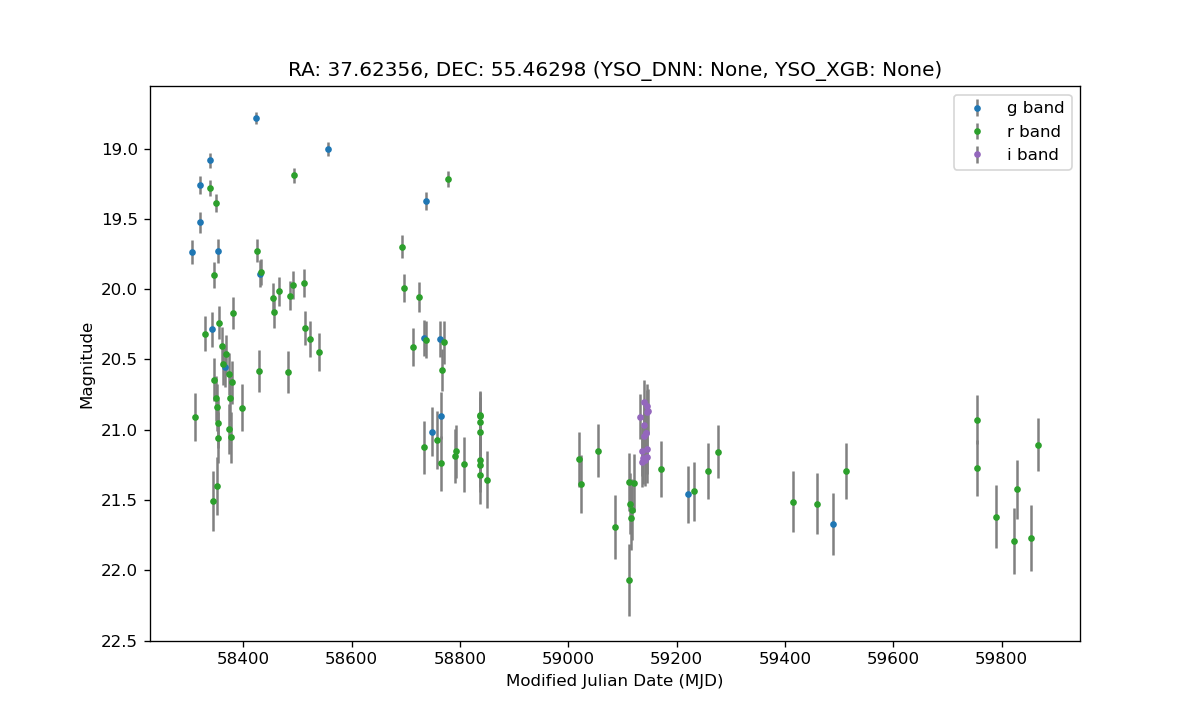 RA: 37.62356, DEC: 55.46298 (YSO_DNN: None, YSO_XGB: None)
g band
r band
i band
19.0
19.5
20.0
20.5
21.0
21.5
22.0
22.5
Magnitude
58400
58600
58800
59000
59200
59400
59600
59800
Modified Julian Date (MJD)